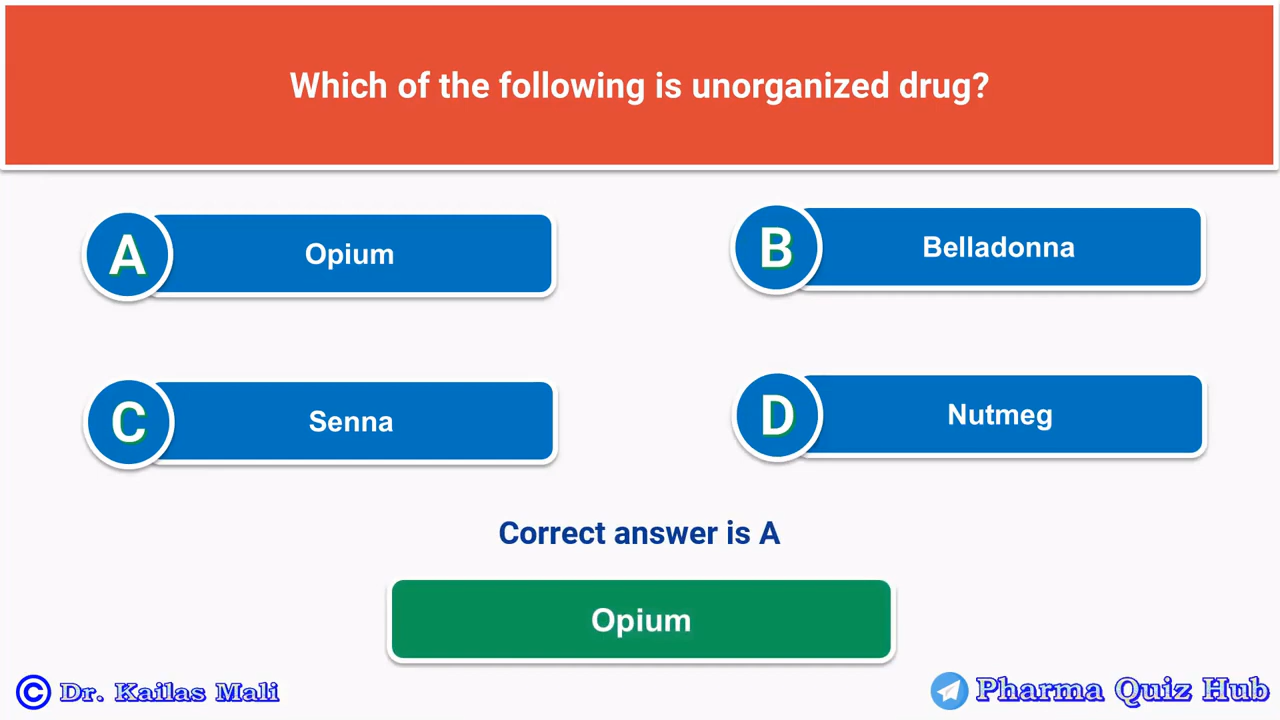 Which of the following is unorganized drug?
A Opium
B Belladonna
C Senna
D Nutmeg
Correct answer is A
Opium
© Dr. Kailas Mali
Pharma Quiz Hub